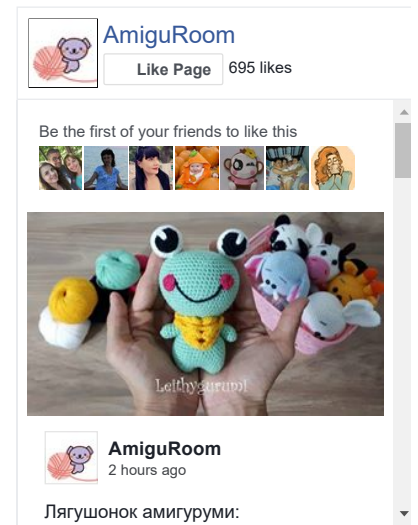 AmiguRoom
Like Page
695 likes
Be the first of your friends to like this
Leithygurumi
AmiguRoom
2 hours ago
Лягушонок амигуруми: